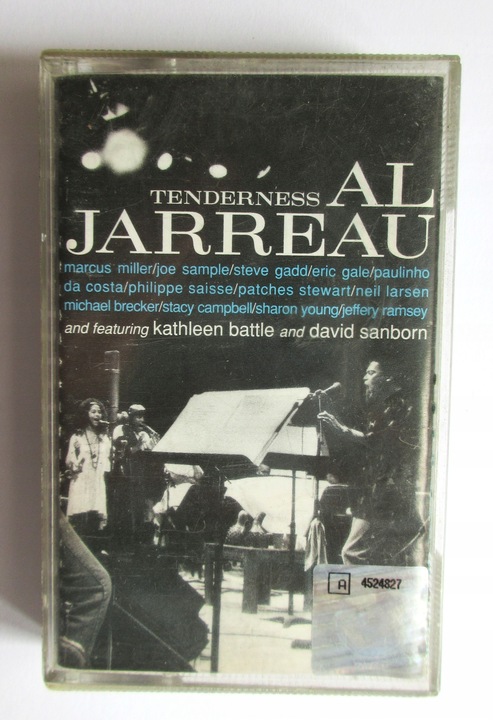 TENDERNESS AL
JARREAU
marcus miller/joe sample/steve gadd/eric gale/paulinho
da costa/philippe saisse/patches stewart/neil larsen
michael brecker/stacy campbell/sharon young/jeffery ramsey
and featuring kathleen battle and david sanborn
A 4524827